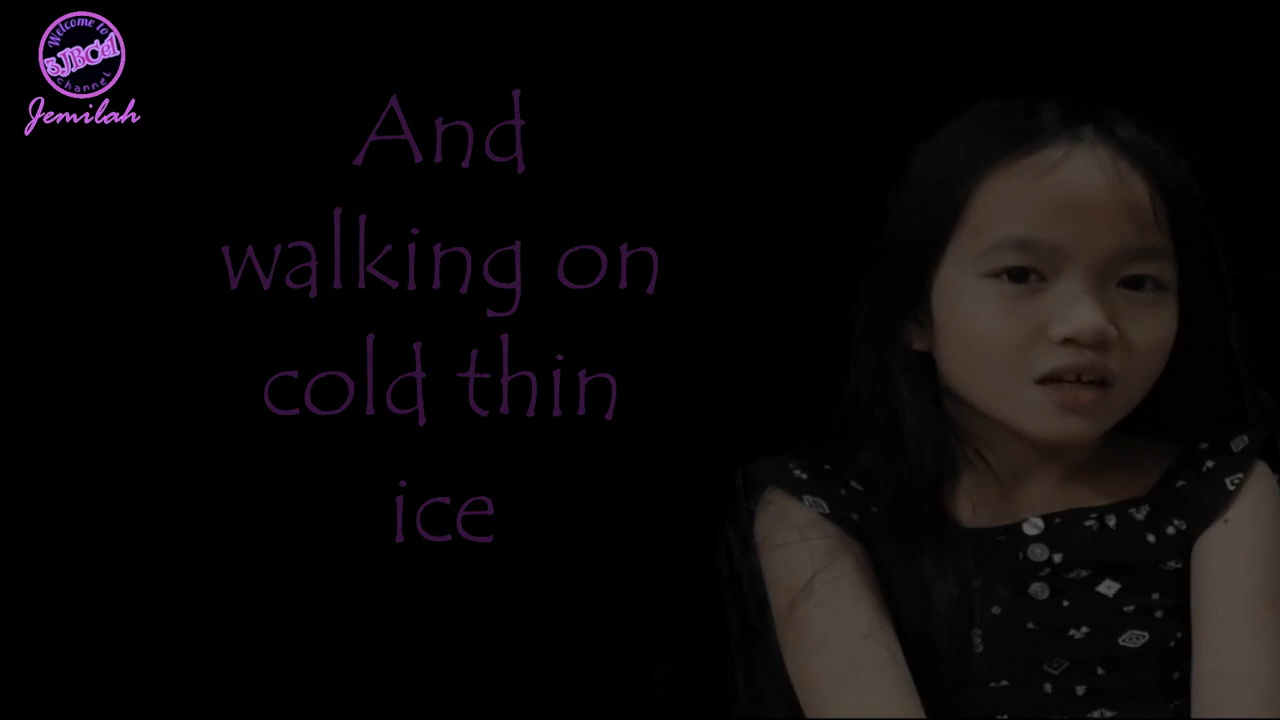 Welcome to
3JBCel
channel
Jemilah
And
walking on
cold thin
ice